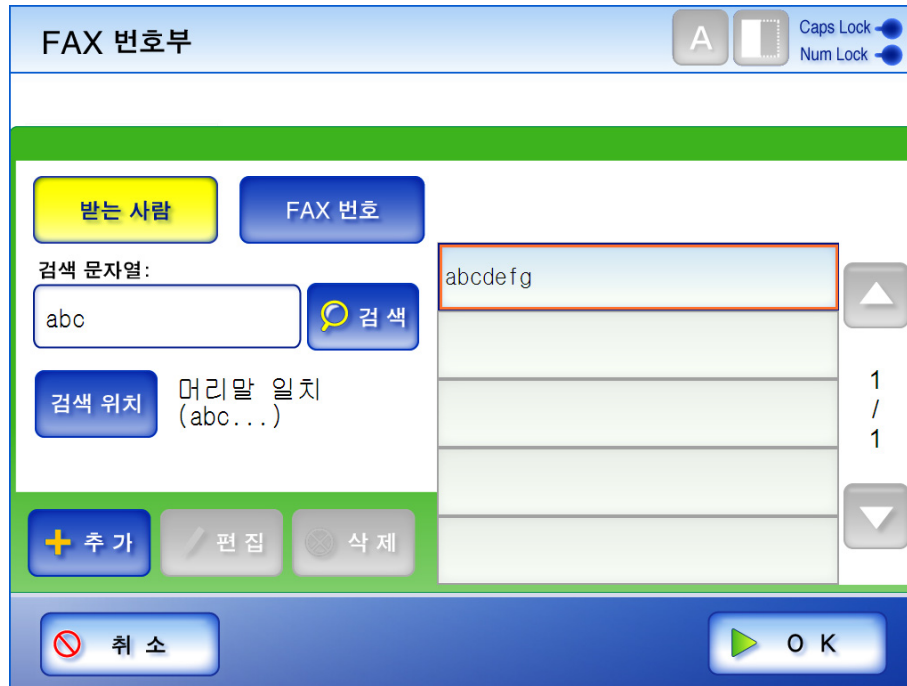 FAX 번호부
A
Caps Lock
Num Lock
받는 사람
FAX 번호
검색 문자열:
abc
검 색
검색 위치
머리말 일치
(abc...)
abcdefg
1
/
1
추 가
편 집
삭 제
취 소
O K